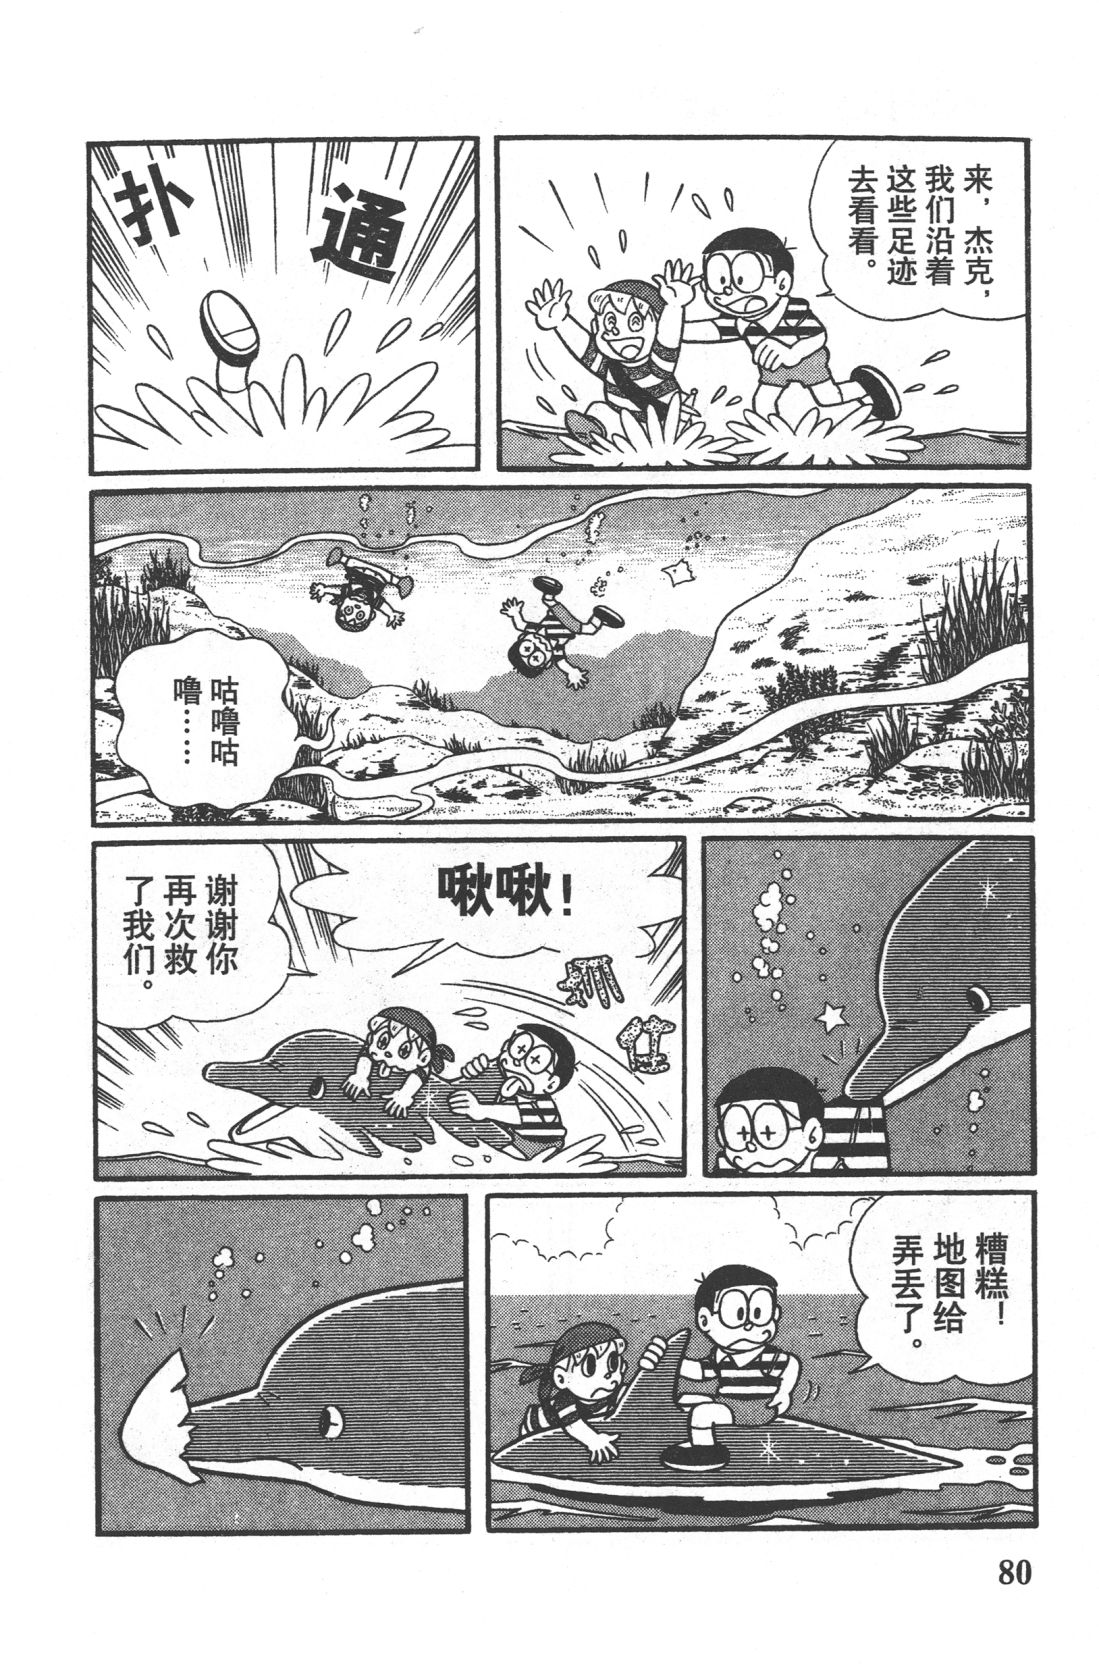 来，杰克，
我们沿着
这些足迹
去看看。
扑通
咕噜咕
噜……
啾啾！
谢谢你
再次救
了我们。
糟糕！
地图给
弄丢了。
80